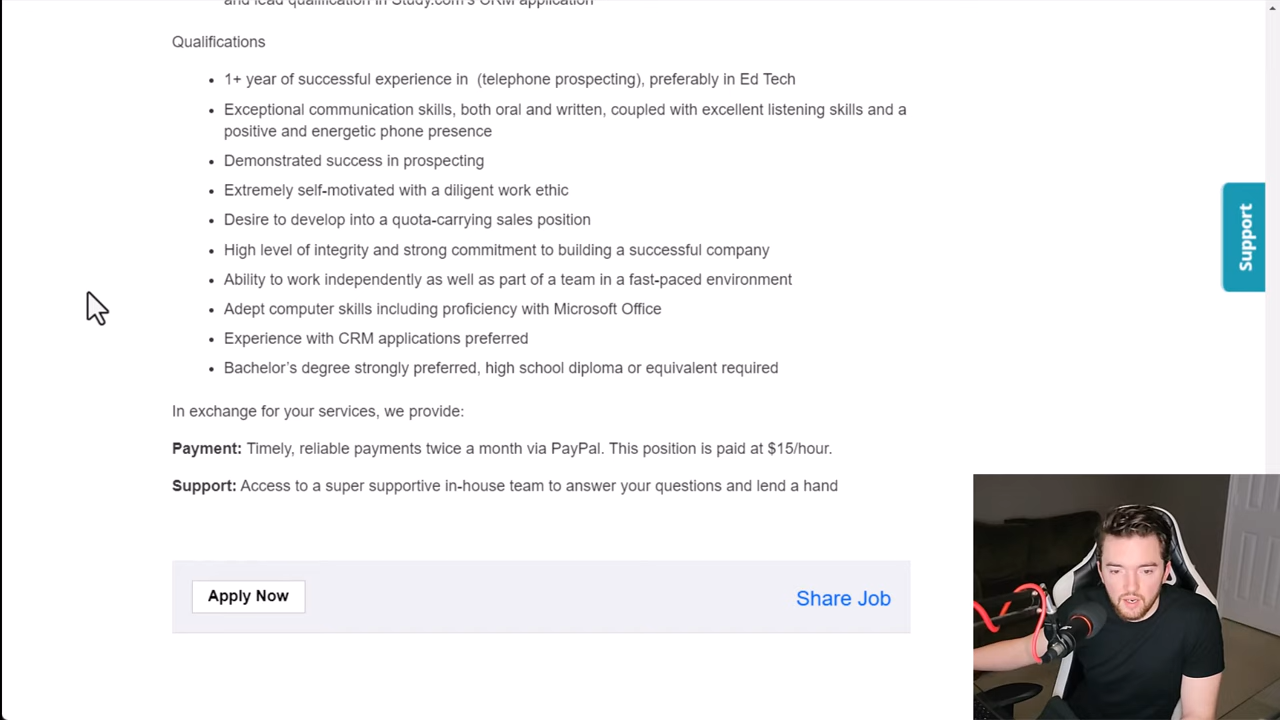 and lead qualification in Study.com's CRM application
Qualifications
1+ year of successful experience in (telephone prospecting), preferably in Ed Tech
Exceptional communication skills, both oral and written, coupled with excellent listening skills and a
positive and energetic phone presence
Demonstrated success in prospecting
Extremely self-motivated with a diligent work ethic
Desire to develop into a quota-carrying sales position
High level of integrity and strong commitment to building a successful company
Ability to work independently as well as part of a team in a fast-paced environment
Adept computer skills including proficiency with Microsoft Office
Experience with CRM applications preferred
Bachelor’s degree strongly preferred, high school diploma or equivalent required
In exchange for your services, we provide:
Payment: Timely, reliable payments twice a month via PayPal. This position is paid at $15/hour.
Support: Access to a super supportive in-house team to answer your questions and lend a hand
Apply Now
Share Job
Support